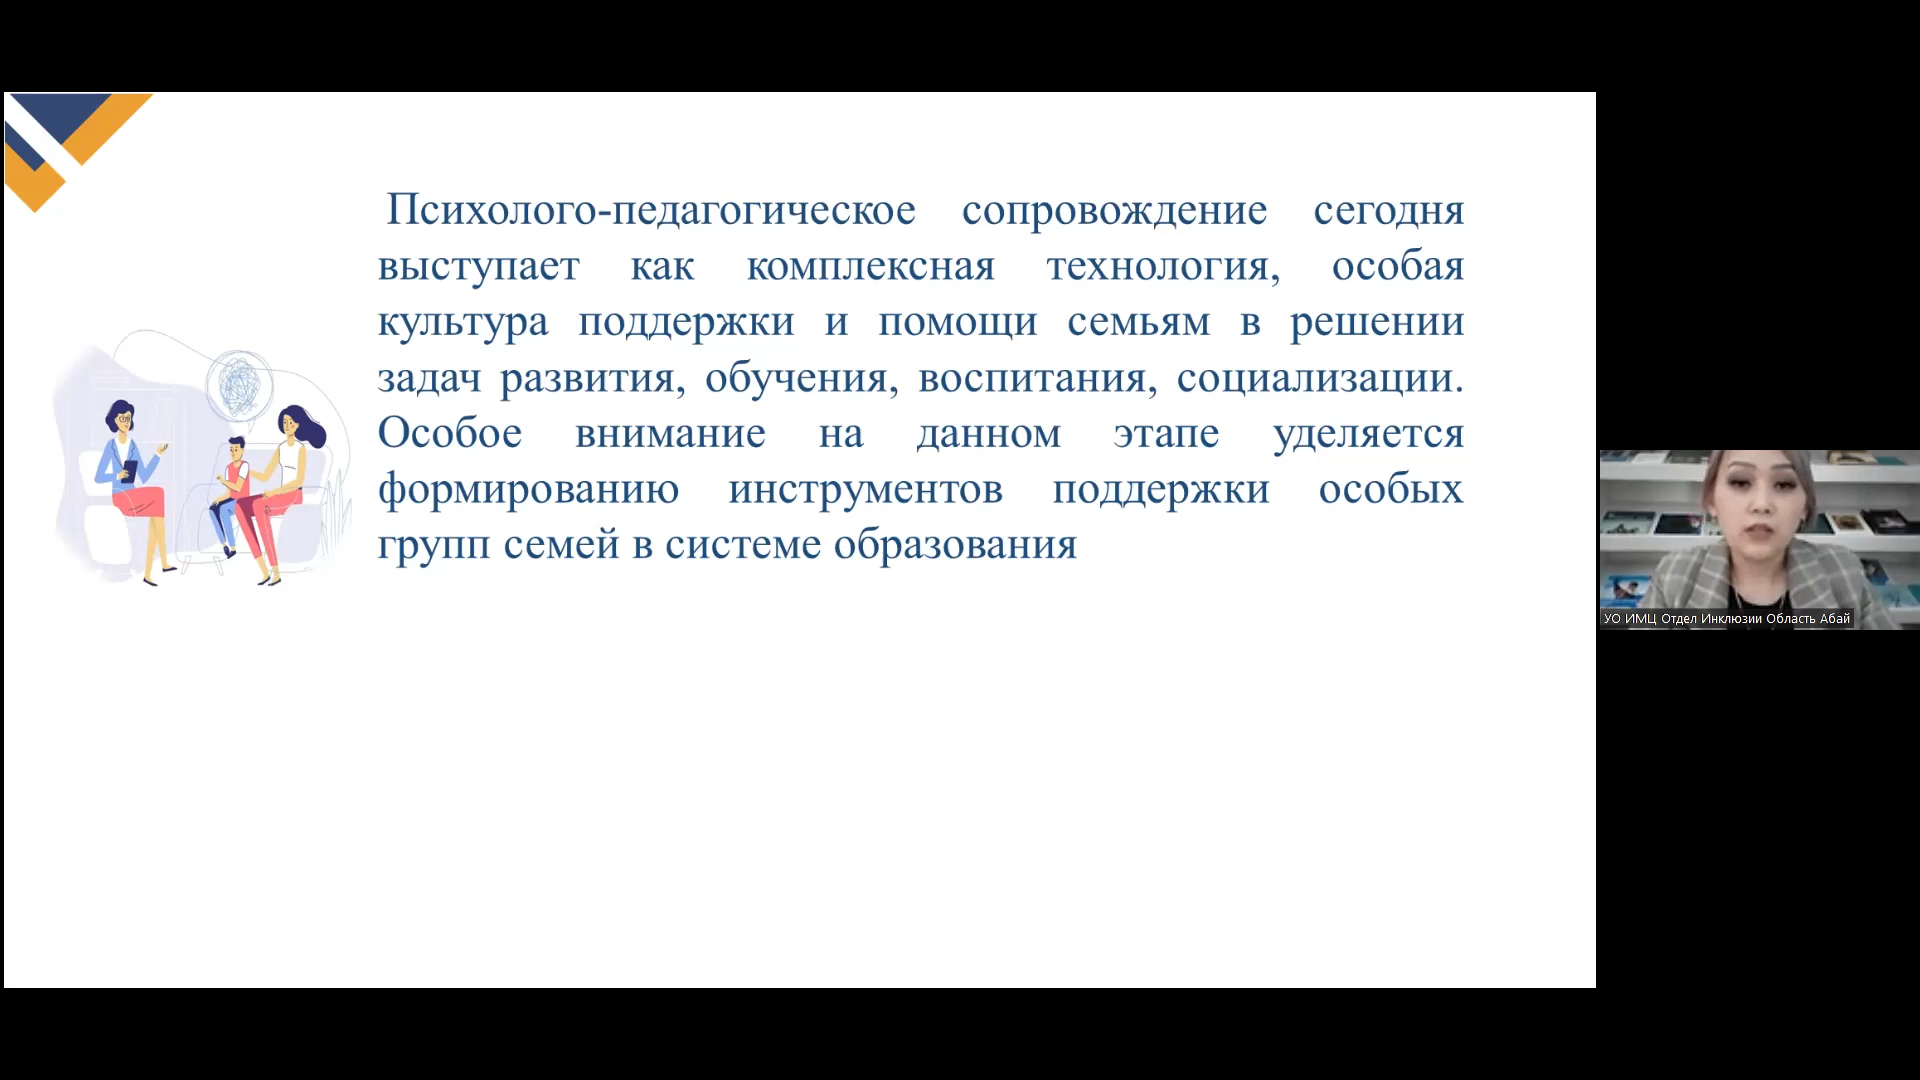 Психолого-педагогическое сопровождение сегодня
выступает как комплексная технология, особая
культура поддержки и помощи семьям в решении
задач развития, обучения, воспитания, социализации.
Особое внимание на данном этапе уделяется
формированию инструментов поддержки особых
групп семей в системе образования
УО ИМЦ Отдел Инклюзии Область Абай